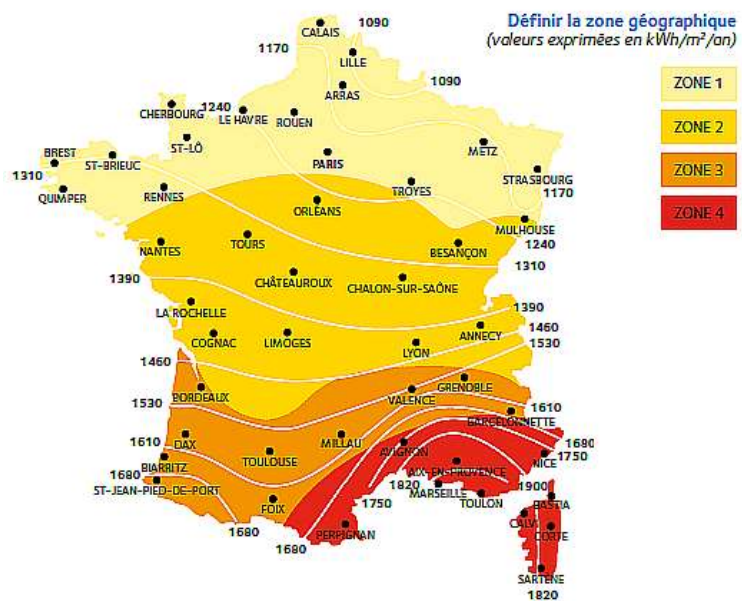 Définir la zone géographique
(valeurs exprimées en kWh/m²/an)
ZONE 1
ZONE 2
ZONE 3
ZONE 4
1090
CALAIS
1170
LILLE
1090
ARRAS
CHERBOURG
1240
LE HAVRE
ROUEN
ST-LÔ
PARIS
METZ
BREST
ST-BRIEUC
STRASBOURG
1310
QUIMPER
RENNES
TROYES
1170
ORLÉANS
MULHOUSE
1240
NANTES
TOURS
BESANÇON
1310
1390
CHÂTEAUROUX
CHALON-SUR-SAÔNE
LA ROCHELLE
1390
COGNAC
LIMOGES
LYON
ANNECY
1460
1530
1460
BORDEAUX
VALENCE
GRENOBLE
1530
1610
BARCELONNETTE
DAX
MILLAU
AVIGNON
1680
1610
BIARRITZ
TOULOUSE
NICE
1750
1680
AIX-EN-PROVENCE
ST-JEAN-PIED-DE-PORT
1820
MARSEILLE
1900
FOIX
1750
TOULON
BASTIA
CALVI
1680
1680
PERPIGNAN
CORTE
SARTENE
1820